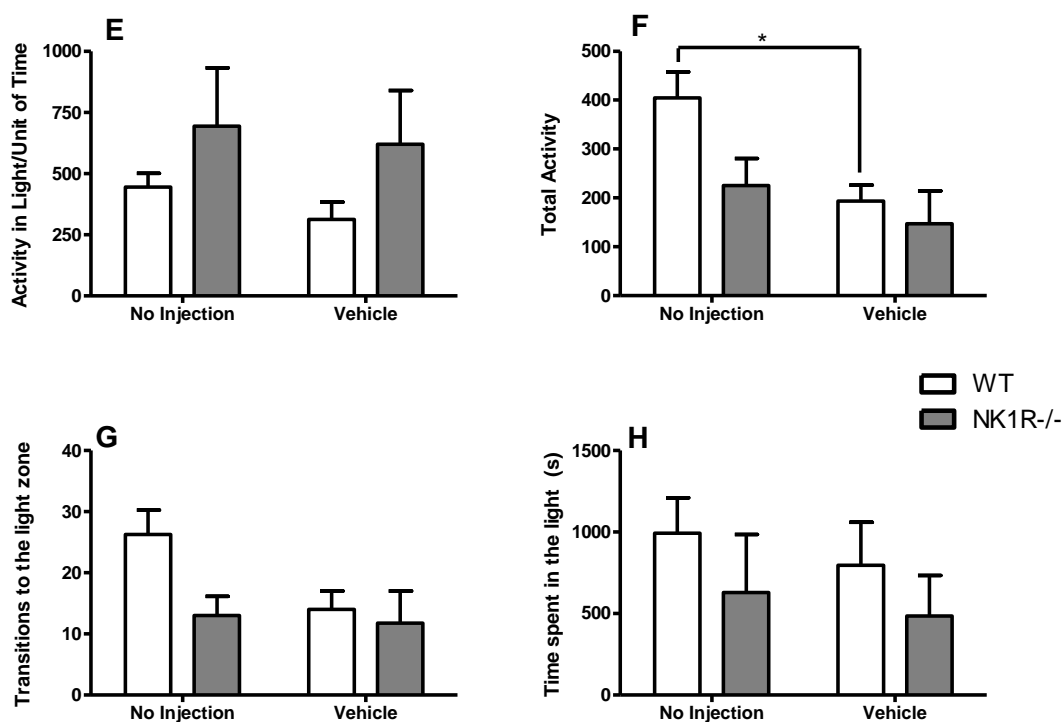 E
Activity in Light/Unit of Time
1000
750
500
250
0
No Injection
Vehicle
F
*
Total Activity
500
400
300
200
100
0
No Injection
Vehicle
WT
NK1R-/-
G
Transitions to the light zone
40
30
20
10
0
No Injection
Vehicle
H
Time spent in the light (s)
1500
1000
500
0
No Injection
Vehicle